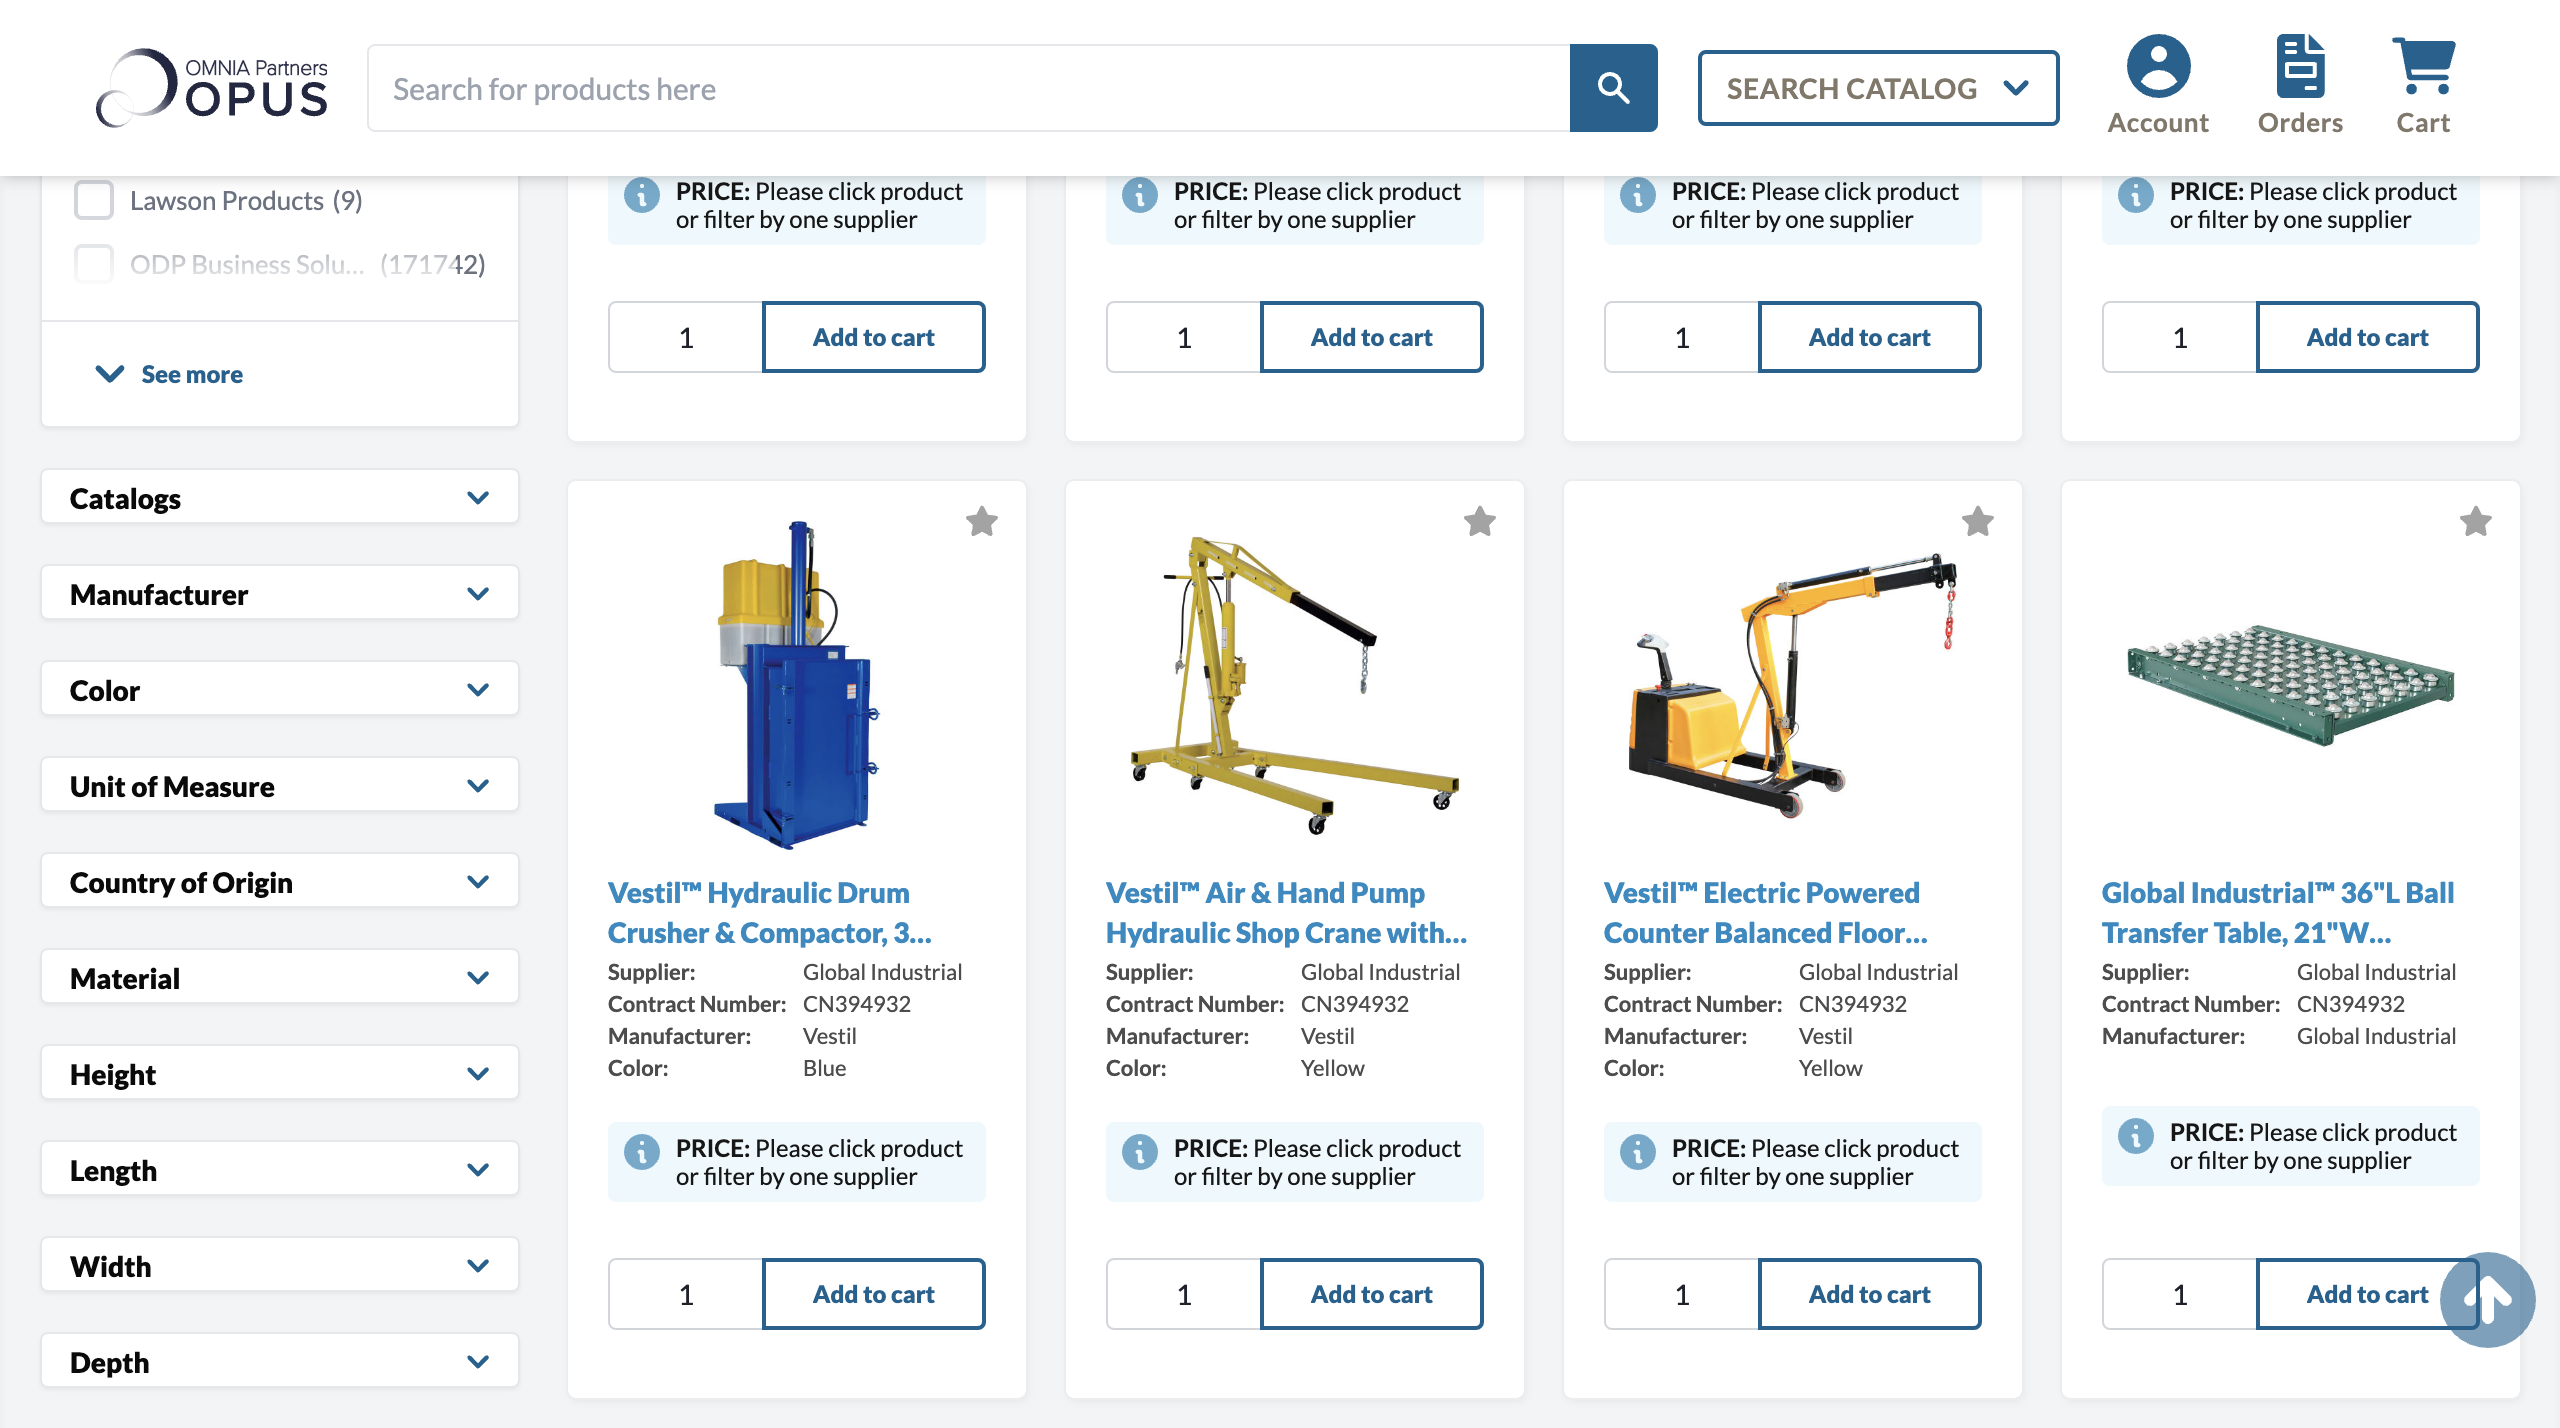 OMNIA Partners
OPUS
Search for products here
SEARCH CATALOG
Account
Orders
Cart
Lawson Products (9)
ODP Business Solu... (171742)
See more
Catalogs
Manufacturer
Color
Unit of Measure
Country of Origin
Material
Height
Length
Width
Depth
PRICE: Please click product
or filter by one supplier
1
Add to cart
PRICE: Please click product
or filter by one supplier
1
Add to cart
PRICE: Please click product
or filter by one supplier
1
Add to cart
PRICE: Please click product
or filter by one supplier
1
Add to cart
Vestil™ Hydraulic Drum
Crusher & Compactor, 3...
Supplier: Global Industrial
Contract Number: CN394932
Manufacturer: Vestil
Color: Blue
PRICE: Please click product
or filter by one supplier
1
Add to cart
Vestil™ Air & Hand Pump
Hydraulic Shop Crane with...
Supplier: Global Industrial
Contract Number: CN394932
Manufacturer: Vestil
Color: Yellow
PRICE: Please click product
or filter by one supplier
1
Add to cart
Vestil™ Electric Powered
Counter Balanced Floor...
Supplier: Global Industrial
Contract Number: CN394932
Manufacturer: Vestil
Color: Yellow
PRICE: Please click product
or filter by one supplier
1
Add to cart
Global Industrial™ 36"L Ball
Transfer Table, 21"W...
Supplier: Global Industrial
Contract Number: CN394932
Manufacturer: Global Industrial
PRICE: Please click product
or filter by one supplier
1
Add to cart